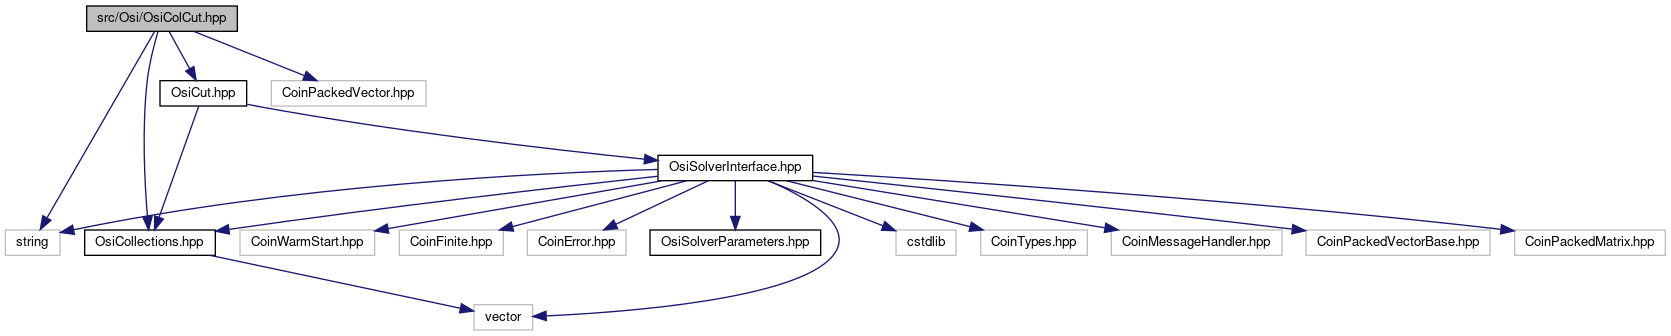 src/Osi/OsiColCut.hpp
OsiCut.hpp
CoinPackedVector.hpp
OsiSolverInterface.hpp
string
OsiCollections.hpp
CoinWarmStart.hpp
CoinFinite.hpp
CoinError.hpp
OsiSolverParameters.hpp
cstdlib
CoinTypes.hpp
CoinMessageHandler.hpp
CoinPackedVectorBase.hpp
CoinPackedMatrix.hpp
vector